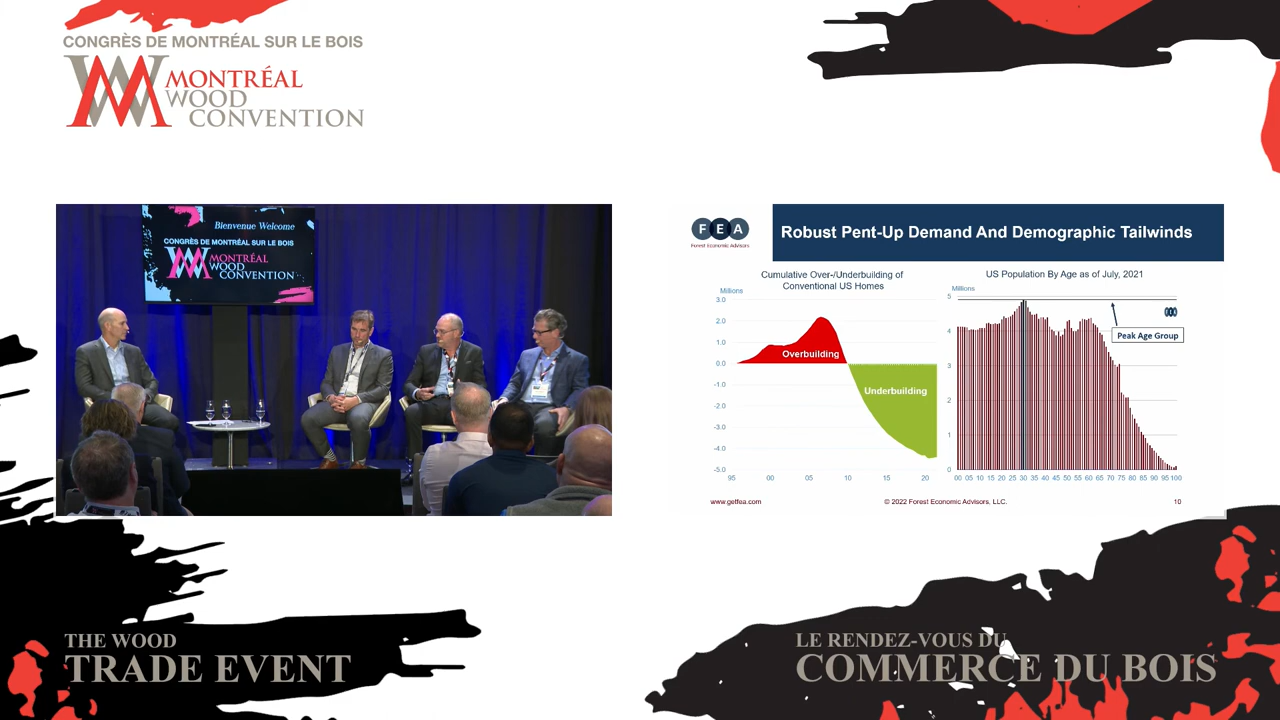 CONGRÈS DE MONTRÉAL SUR LE BOIS
MONTRÉAL
WOOD
CONVENTION
Bienvenue Welcome
CONGRÈS DE MONTRÉAL SUR LE BOIS
MONTRÉAL
WOOD
CONVENTION
F E A
Forest Economic Advisors
Robust Pent-Up Demand And Demographic Tailwinds
Cumulative Over-/Underbuilding of
Conventional US Homes
Millions
3.0
2.0
1.0
0.0
-1.0
-2.0
-3.0
-4.0
-5.0
Overbuilding
Underbuilding
95 00 05 10 15 20
US Population By Age as of July, 2021
Millions
5
4
3
2
1
0
Peak Age Group
00 05 10 15 20 25 30 35 40 45 50 55 60 65 70 75 80 85 90 95 100
www.getfea.com
© 2022 Forest Economic Advisors, LLC.
10
THE WOOD
TRADE EVENT
LE RENDEZ-VOUS DU
COMMERCE DU BOIS